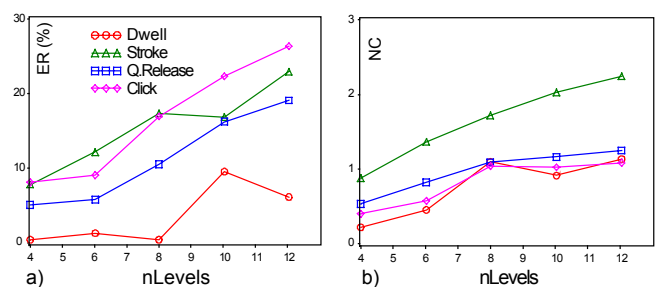 30
20
10
0
ER (%)
Dwell
Stroke
Q.Release
Click
4 5 6 7 8 9 10 11 12
a) nLevels
3
2
1
0
NC
4 5 6 7 8 9 10 11 12
b) nLevels